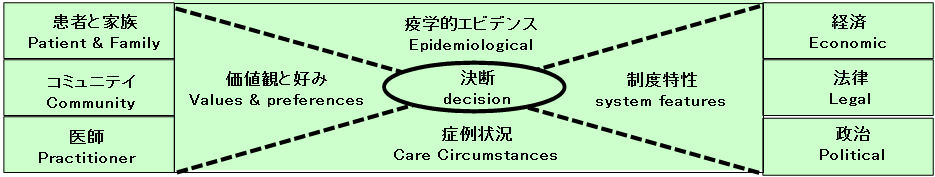 患者と家族
Patient & Family
コミュニテイ
Community
医師
Practitioner
疫学的エビデンス
Epidemiological
価値観と好み
Values & preferences
決断
decision
制度特性
system features
症例状況
Care Circumstances
経済
Economic
法律
Legal
政治
Political